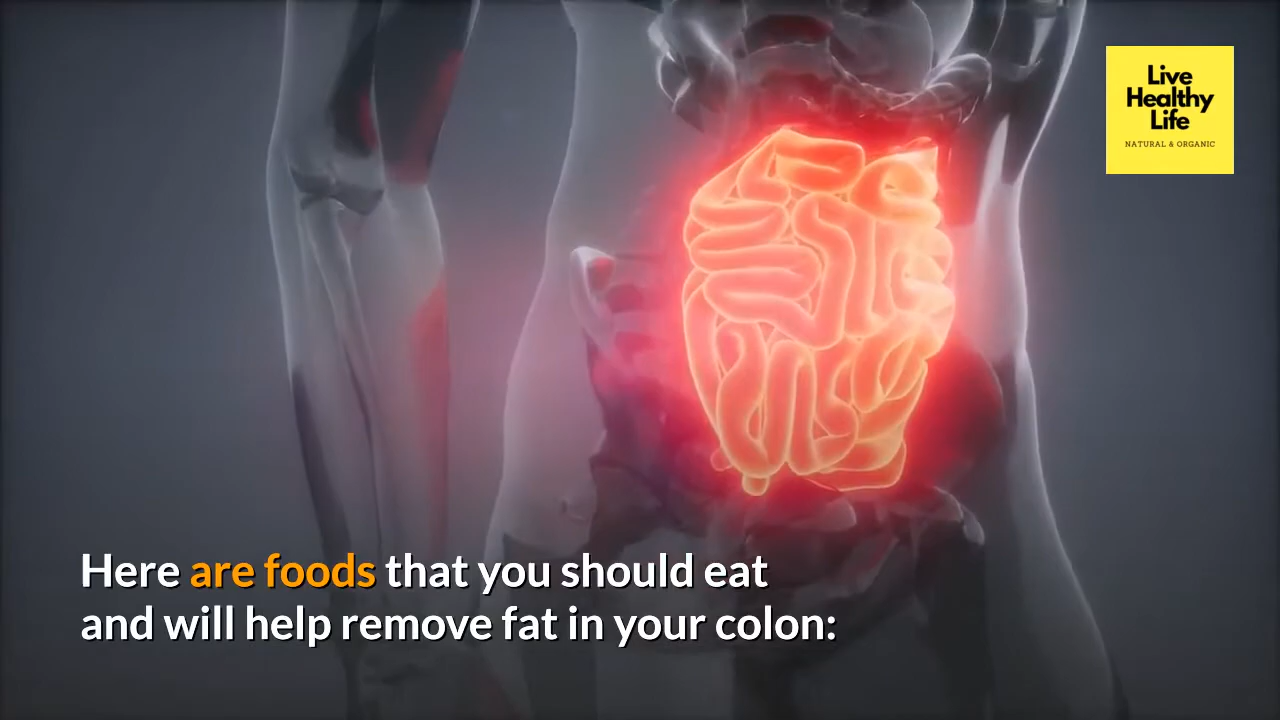 Live
Healthy
Life
NATURAL & ORGANIC
Here are foods that you should eat
and will help remove fat in your colon: